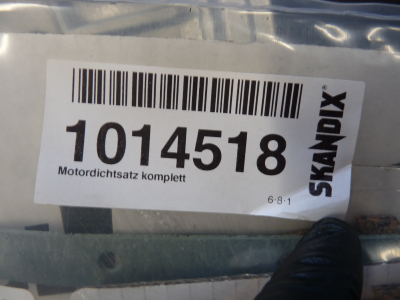 1014518
Motordichtsatz komplett
6·8·1
SKANDIX®